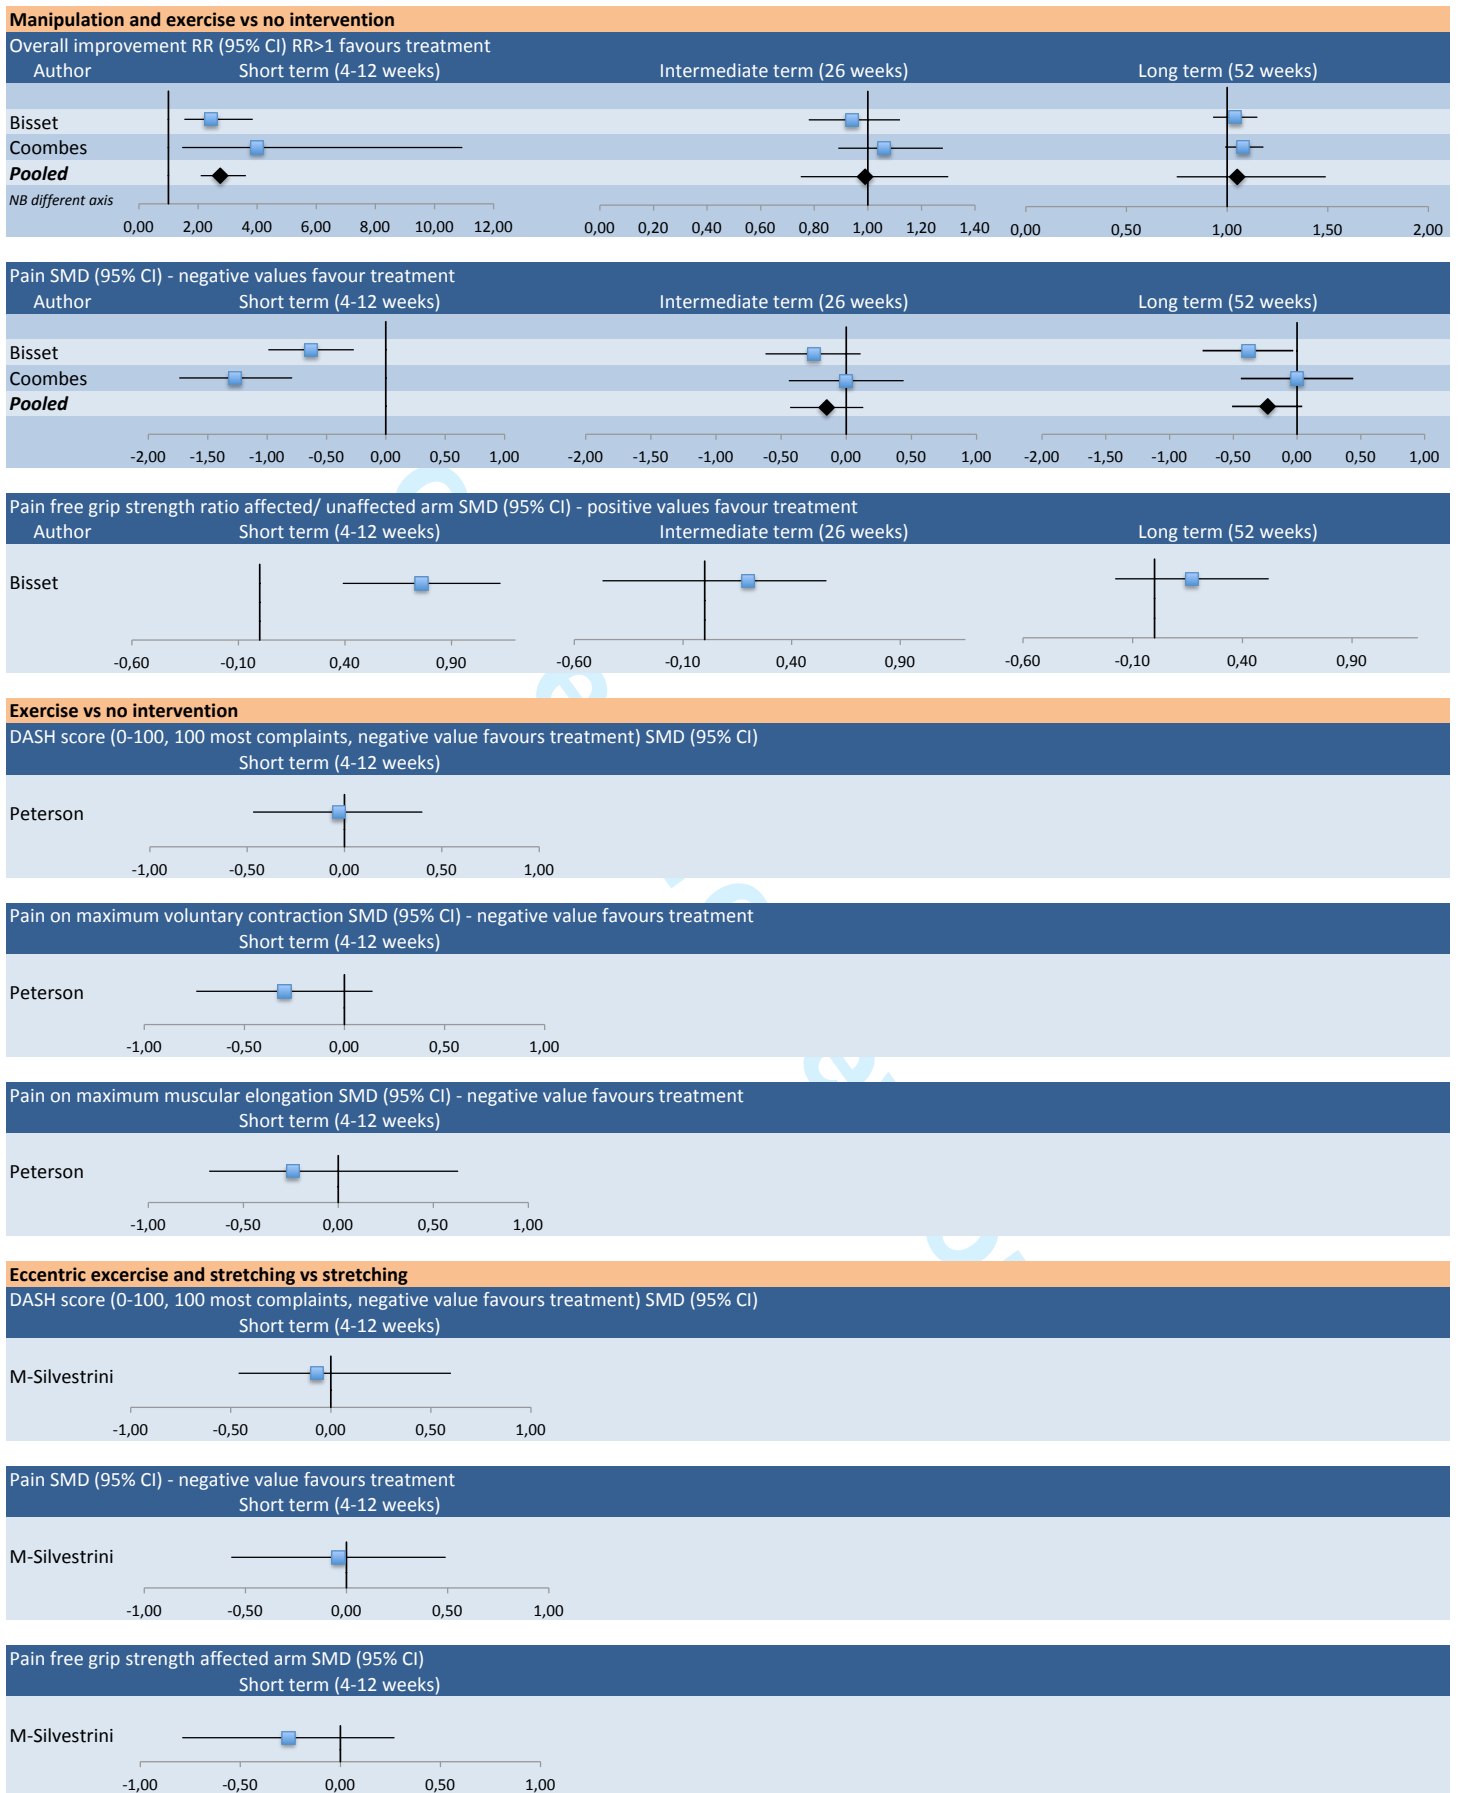 Manipulation and exercise vs no intervention
Overall improvement RR (95% CI) RR>1 favours treatment
Author Short term (4-12 weeks) Intermediate term (26 weeks) Long term (52 weeks)
Bisset
Coombes
Pooled
NB different axis
0,00 2,00 4,00 6,00 8,00 10,00 12,00 0,00 0,20 0,40 0,60 0,80 1,00 1,20 1,40 0,00 0,50 1,00 1,50 2,00
Pain SMD (95% CI) - negative values favour treatment
Author Short term (4-12 weeks) Intermediate term (26 weeks) Long term (52 weeks)
Bisset
Coombes
Pooled
-2,00 -1,50 -1,00 -0,50 0,00 0,50 1,00 -2,00 -1,50 -1,00 -0,50 0,00 0,50 1,00 -2,00 -1,50 -1,00 -0,50 0,00 0,50 1,00
Pain free grip strength ratio affected/ unaffected arm SMD (95% CI) - positive values favour treatment
Author Short term (4-12 weeks) Intermediate term (26 weeks) Long term (52 weeks)
Bisset
-0,60 -0,10 0,40 0,90 -0,60 -0,10 0,40 0,90 -0,60 -0,10 0,40 0,90
Exercise vs no intervention
DASH score (0-100, 100 most complaints, negative value favours treatment) SMD (95% CI)
Short term (4-12 weeks)
Peterson
-1,00 -0,50 0,00 0,50 1,00
Pain on maximum voluntary contraction SMD (95% CI) - negative value favours treatment
Short term (4-12 weeks)
Peterson
-1,00 -0,50 0,00 0,50 1,00
Pain on maximum muscular elongation SMD (95% CI) - negative value favours treatment
Short term (4-12 weeks)
Peterson
-1,00 -0,50 0,00 0,50 1,00
Eccentric excercise and stretching vs stretching
DASH score (0-100, 100 most complaints, negative value favours treatment) SMD (95% CI)
Short term (4-12 weeks)
M-Silvestrini
-1,00 -0,50 0,00 0,50 1,00
Pain SMD (95% CI) - negative value favours treatment
Short term (4-12 weeks)
M-Silvestrini
-1,00 -0,50 0,00 0,50 1,00
Pain free grip strength affected arm SMD (95% CI)
Short term (4-12 weeks)
M-Silvestrini
-1,00 -0,50 0,00 0,50 1,00